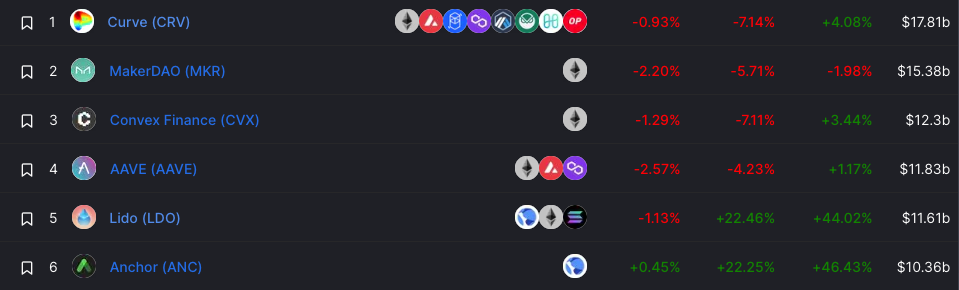 1 Curve (CRV) OP -0.93% -7.14% +4.08% $17.81b
2 MakerDAO (MKR) -2.20% -5.71% -1.98% $15.38b
3 Convex Finance (CVX) -1.29% -7.11% +3.44% $12.3b
4 AAVE (AAVE) -2.57% -4.23% +1.17% $11.83b
5 Lido (LDO) -1.13% +22.46% +44.02% $11.61b
6 Anchor (ANC) +0.45% +22.25% +46.43% $10.36b